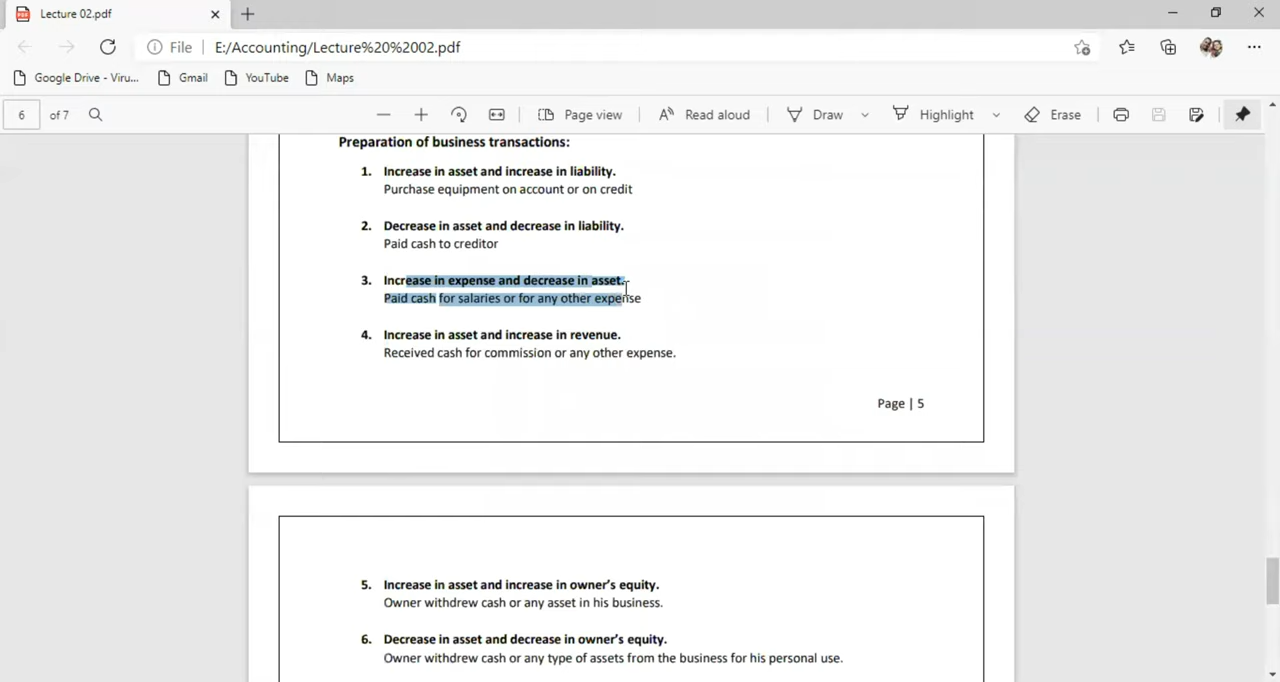 Lecture 02.pdf
File
E:/Accounting/Lecture%20%2002.pdf
Google Drive - Viru... Gmail YouTube Maps
6 of 7 Page view Read aloud Draw Highlight Erase
Preparation of business transactions:
1. Increase in asset and increase in liability.
Purchase equipment on account or on credit
2. Decrease in asset and decrease in liability.
Paid cash to creditor
3. Increase in expense and decrease in asset.
Paid cash for salaries or for any other expense
4. Increase in asset and increase in revenue.
Received cash for commission or any other expense.
Page | 5
5. Increase in asset and increase in owner's equity.
Owner withdrew cash or any asset in his business.
6. Decrease in asset and decrease in owner's equity.
Owner withdrew cash or any type of assets from the business for his personal use.